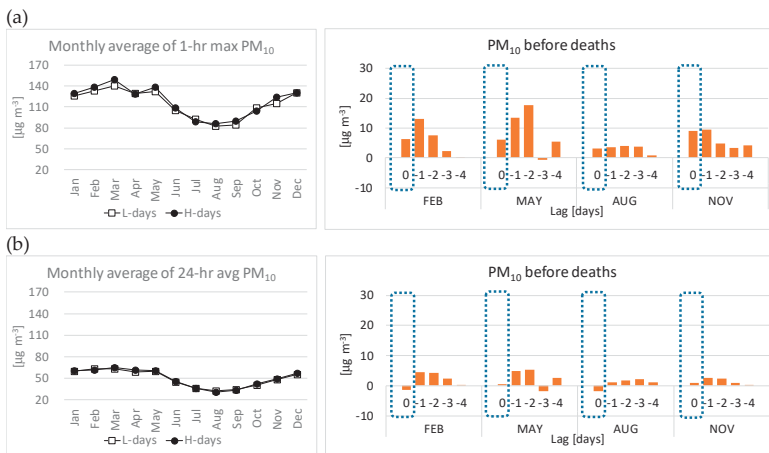 (a)
Monthly average of 1-hr max PM₁₀
[µg m⁻³]
170
140
110
80
50
20
Jan Feb Mar Apr May Jun Jul Aug Sep Oct Nov Dec
L-days H-days
PM₁₀ before deaths
[µg m⁻³]
30
20
10
0
-10
0 -1 -2 -3 -4 0 -1 -2 -3 -4 0 -1 -2 -3 -4 0 -1 -2 -3 -4
FEB MAY AUG NOV
Lag [days]
(b)
Monthly average of 24-hr avg PM₁₀
[µg m⁻³]
170
140
110
80
50
20
Jan Feb Mar Apr May Jun Jul Aug Sep Oct Nov Dec
L-days H-days
PM₁₀ before deaths
[µg m⁻³]
30
20
10
0
-10
0 -1 -2 -3 -4 0 -1 -2 -3 -4 0 -1 -2 -3 -4 0 -1 -2 -3 -4
FEB MAY AUG NOV
Lag [days]